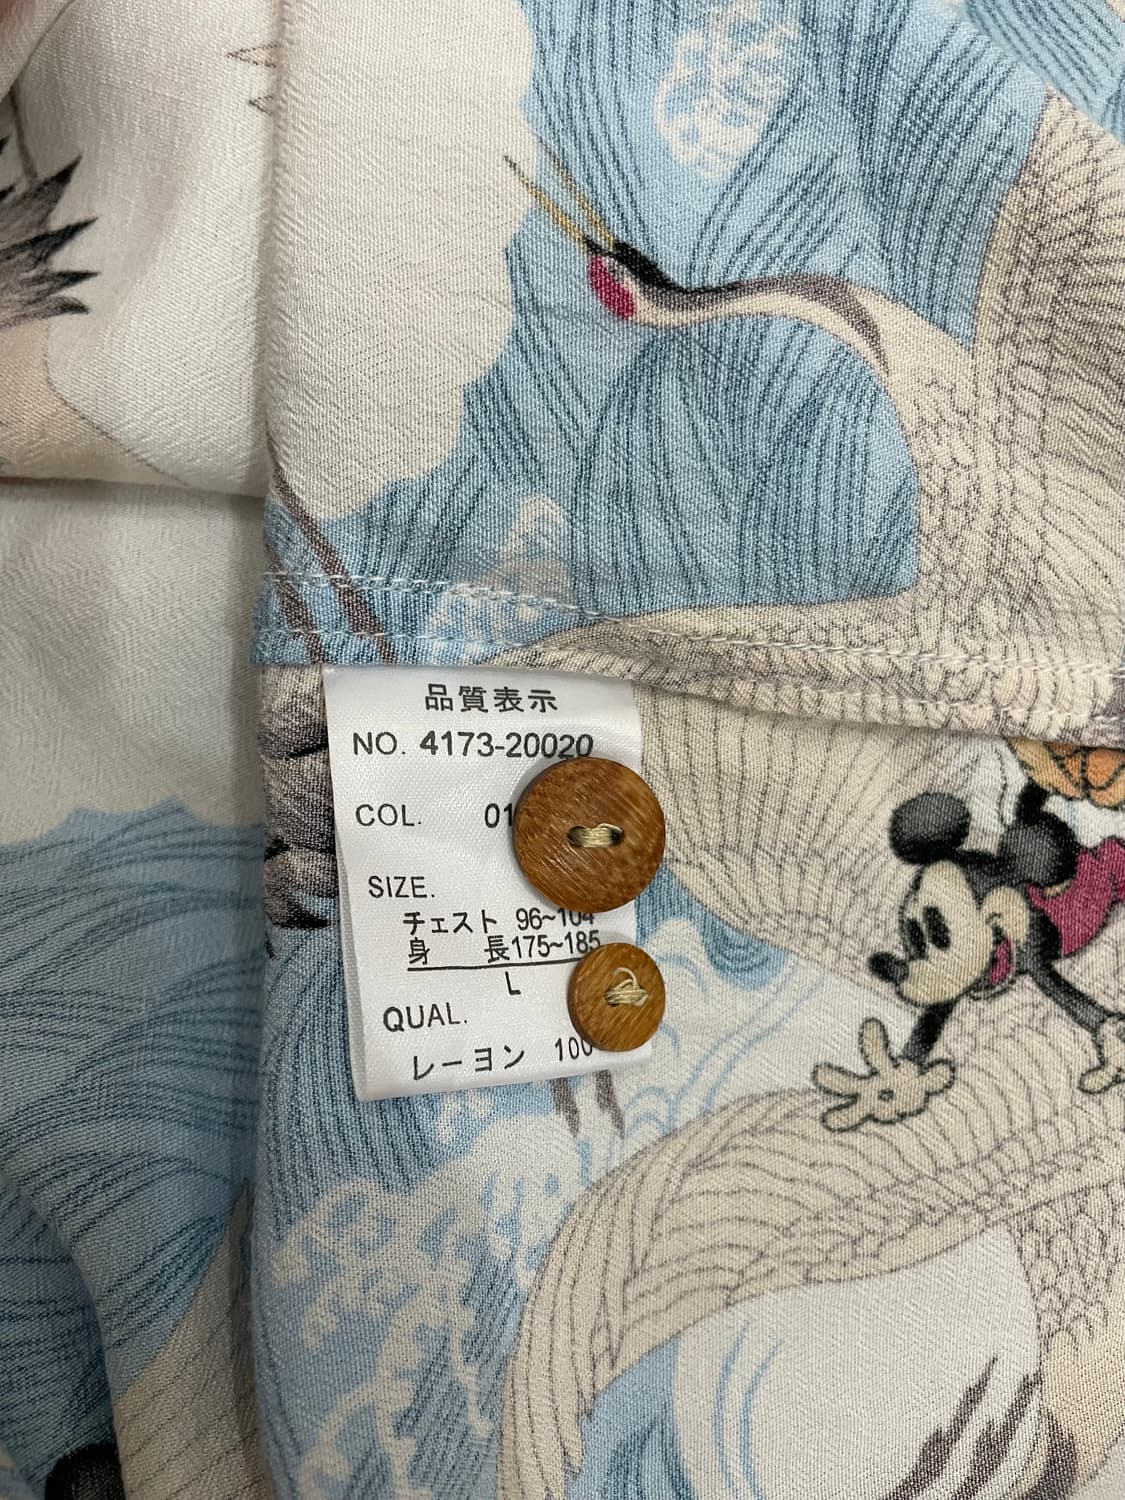 品質表示
NO. 4173-20020
COL. 01
SIZE.
チェスト 96~104
身 長175~185
L
QUAL.
レーヨン 100